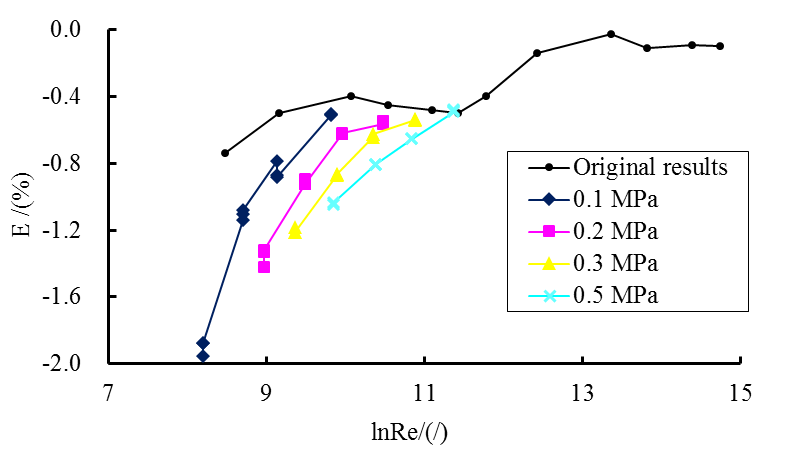 0.0
-0.4
-0.8
-1.2
-1.6
-2.0
E /(%)
7
9
11
13
15
lnRe/(/)
Original results
0.1 MPa
0.2 MPa
0.3 MPa
0.5 MPa